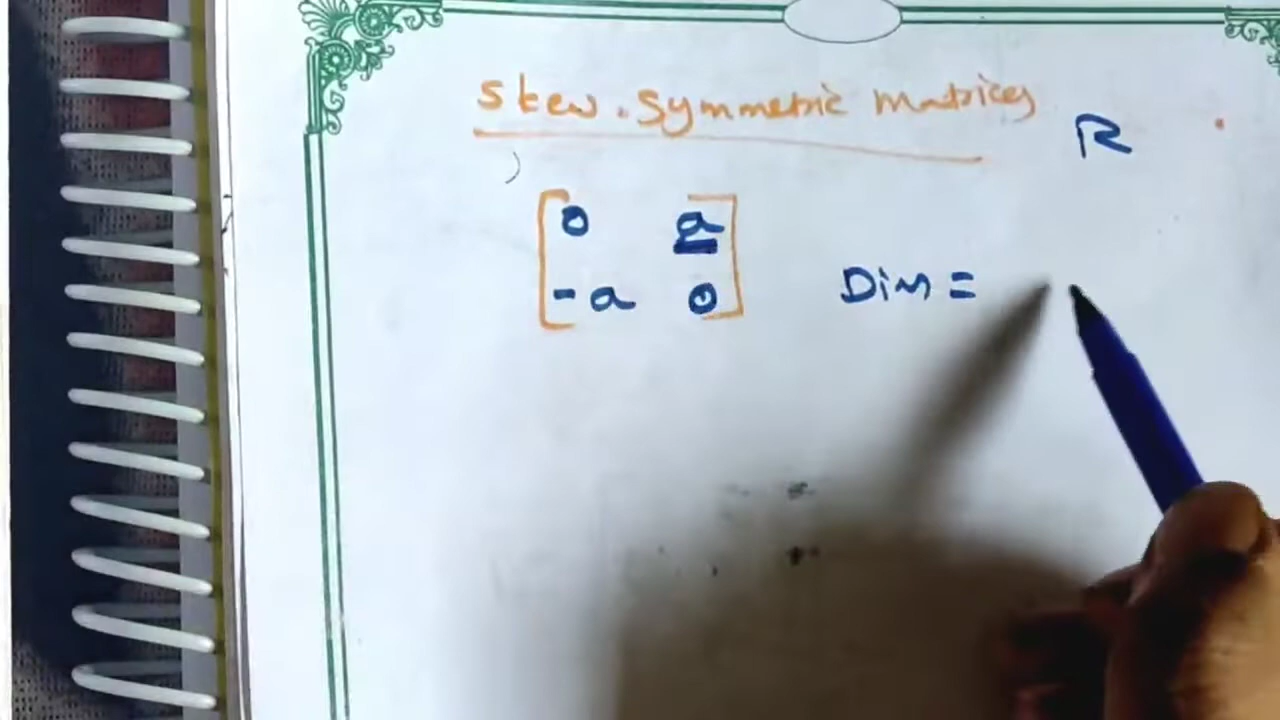 skew. symmetric matrices
R
0 a
-a 0
Dim =